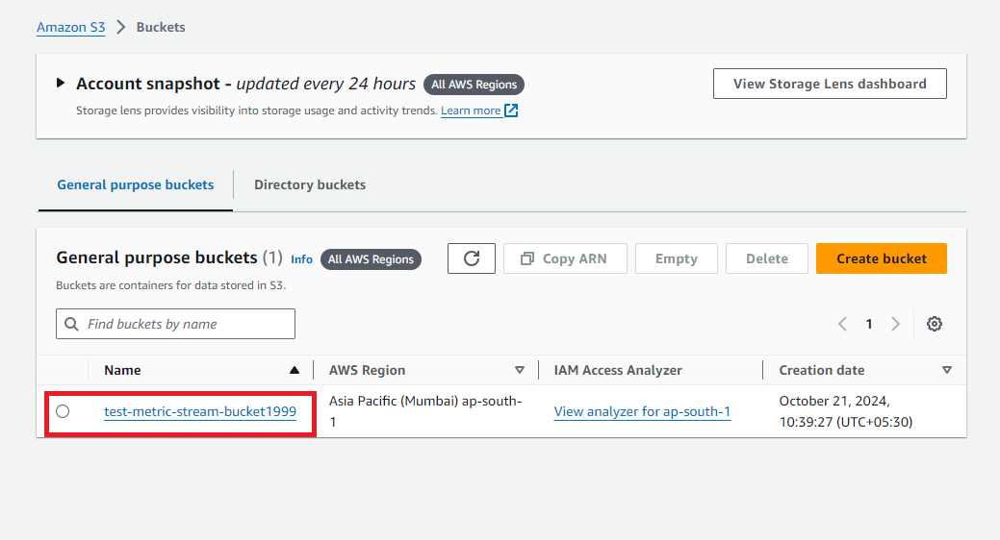 Amazon S3 > Buckets
Account snapshot - updated every 24 hours All AWS Regions View Storage Lens dashboard
Storage lens provides visibility into storage usage and activity trends. Learn more
General purpose buckets Directory buckets
General purpose buckets (1) Info All AWS Regions Copy ARN Empty Delete Create bucket
Buckets are containers for data stored in S3.
Find buckets by name 1
Name AWS Region IAM Access Analyzer Creation date
test-metric-stream-bucket1999 Asia Pacific (Mumbai) ap-south-1 View analyzer for ap-south-1 October 21, 2024, 10:39:27 (UTC+05:30)